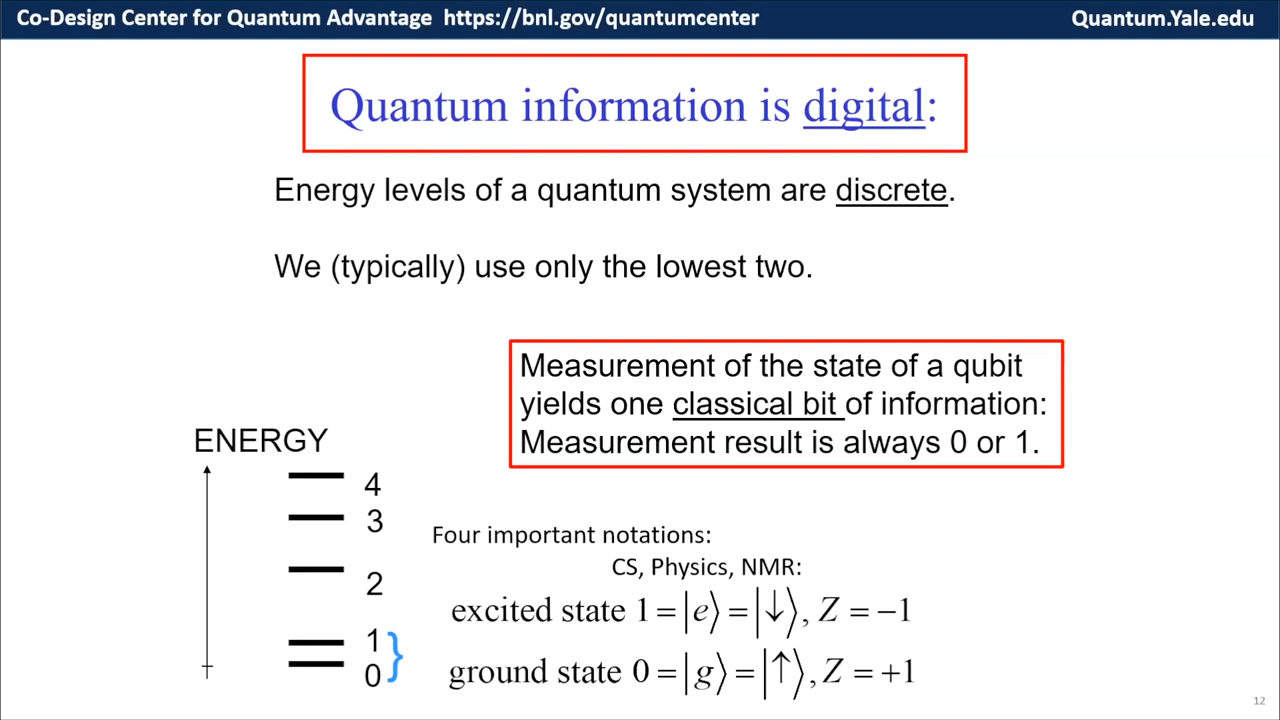 Co-Design Center for Quantum Advantage https://bnl.gov/quantumcenter
Quantum.Yale.edu
Quantum information is digital:
Energy levels of a quantum system are discrete.
We (typically) use only the lowest two.
Measurement of the state of a qubit
yields one classical bit of information:
Measurement result is always 0 or 1.
ENERGY
4
3
2
1
0
Four important notations:
CS, Physics, NMR:
excited state 1 = |e⟩ = |↓⟩, Z = −1
ground state 0 = |g⟩ = |↑⟩, Z = +1
12